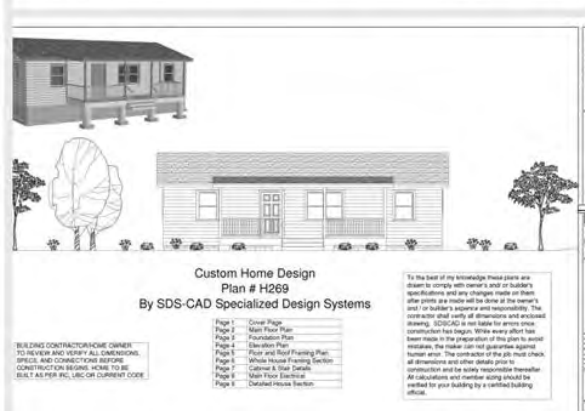 Custom Home Design
Plan # H269
By SDS-CAD Specialized Design Systems
Page 1 Cover Page
Page 2 Main Floor Plan
Page 3 Foundation Plan
Page 4 Elevation Plan
Page 5 Floor and Roof Framing Plan
Page 6 Whole House Framing Section
Page 7 Cabinet & Stair Details
Page 8 Main Floor Electrical
Page 9 Detailed House Section
BUILDING CONTRACTOR/HOME OWNER
TO REVIEW AND VERIFY ALL DIMENSIONS,
SPECS, AND CONNECTIONS BEFORE
CONSTRUCTION BEGINS. HOME TO BE
BUILT AS PER IRC, UBC OR CURRENT CODE
To the best of my knowledge these plans are
drawn to comply with owner's and/ or builder's
specifications and any changes made on them
after prints are made will be done at the owner's
and / or builder's expense and responsibility. The
contractor shall verify all dimensions and enclosed
drawing. SDSCAD is not liable for errors once
construction has begun. While every effort has
been made in the preparation of this plan to avoid
mistakes, the maker can not guarantee against
human error. The contractor of the job must check
all dimensions and other details prior to
construction and be solely responsible thereafter.
All calculations and member sizing should be
verified for your building by a certified building
official.